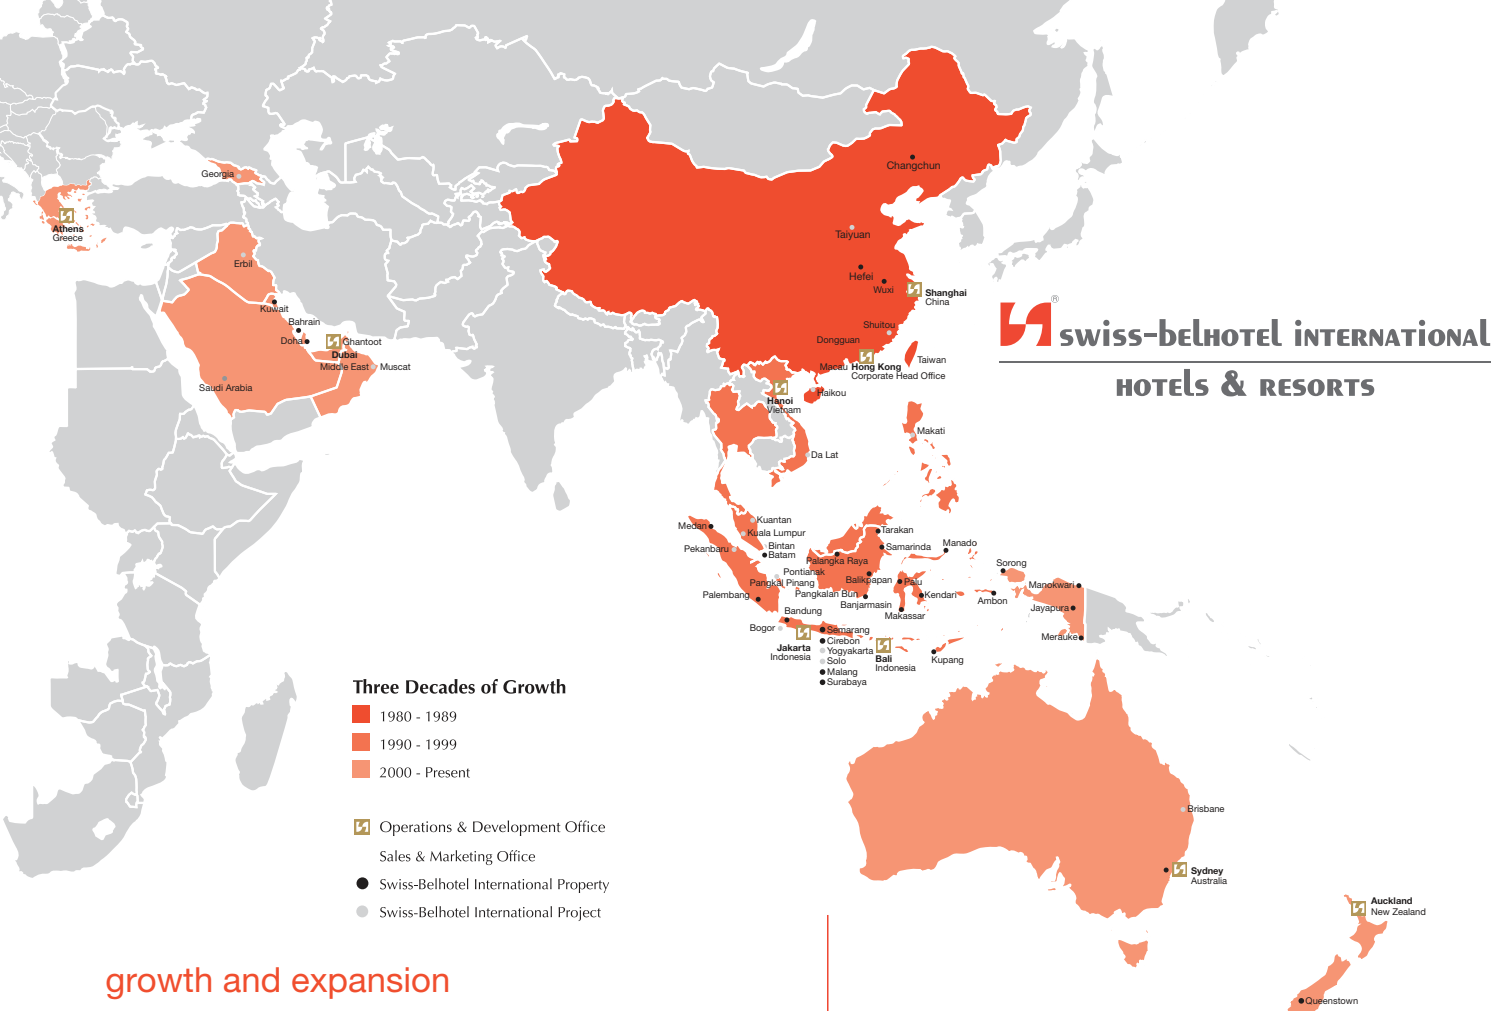 Changchun
Georgia
Athens
Greece
Taiyuan
Erbil
Hefei
Wuxi
Shanghai
China
Kuwait
Bahrain
Doha
Ghantoot
Dubai
Middle East
Muscat
Saudi Arabia
Shuitou
Dongguan
Macau
Hong Kong
Corporate Head Office
Taiwan
Haikou
Hanoi
Vietnam
Makati
Da Lat
®
swiss-belhotel international
hotels & resorts
Medan
Kuantan
Kuala Lumpur
Pekanbaru
Bintan
Batam
Tarakan
Samarinda
Manado
Palangka Raya
Pontianak
Pangkal Pinang
Balikpapan
Palu
Sorong
Manokwari
Palembang
Pangkalan Bun
Banjarmasin
Kendari
Ambon
Jayapura
Makassar
Bandung
Bogor
Semarang
Cirebon
Yogyakarta
Solo
Malang
Surabaya
Jakarta
Indonesia
Bali
Indonesia
Kupang
Merauke
Three Decades of Growth
1980 - 1989
1990 - 1999
2000 - Present
Operations & Development Office
Sales & Marketing Office
Swiss-Belhotel International Property
Swiss-Belhotel International Project
Brisbane
Sydney
Australia
Auckland
New Zealand
Queenstown
growth and expansion